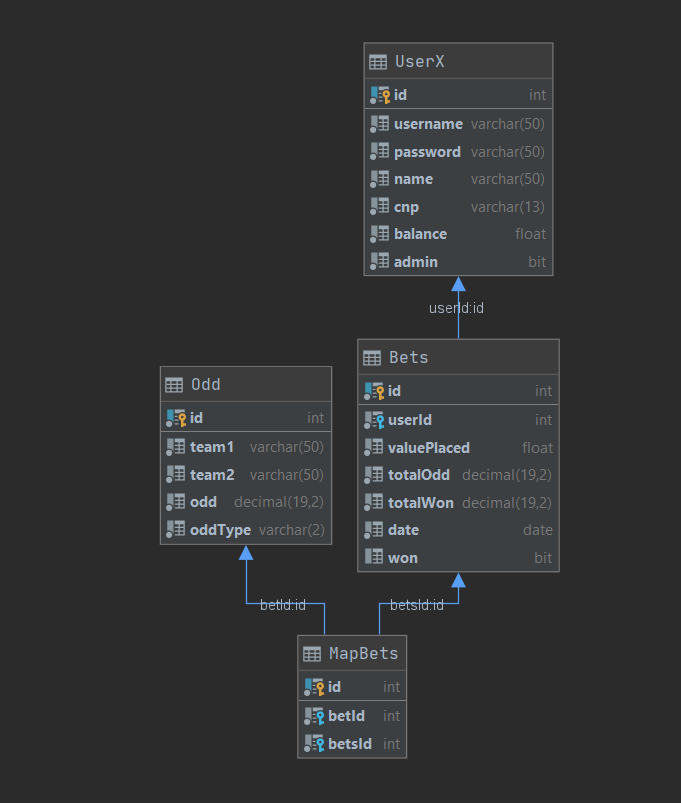 UserX
id int
username varchar(50)
password varchar(50)
name varchar(50)
cnp varchar(13)
balance float
admin bit
userId:id
Bets
id int
userId int
valuePlaced float
totalOdd decimal(19,2)
totalWon decimal(19,2)
date date
won bit
Odd
id int
team1 varchar(50)
team2 varchar(50)
odd decimal(19,2)
oddType varchar(2)
betId:id
betsId:id
MapBets
id int
betId int
betsId int